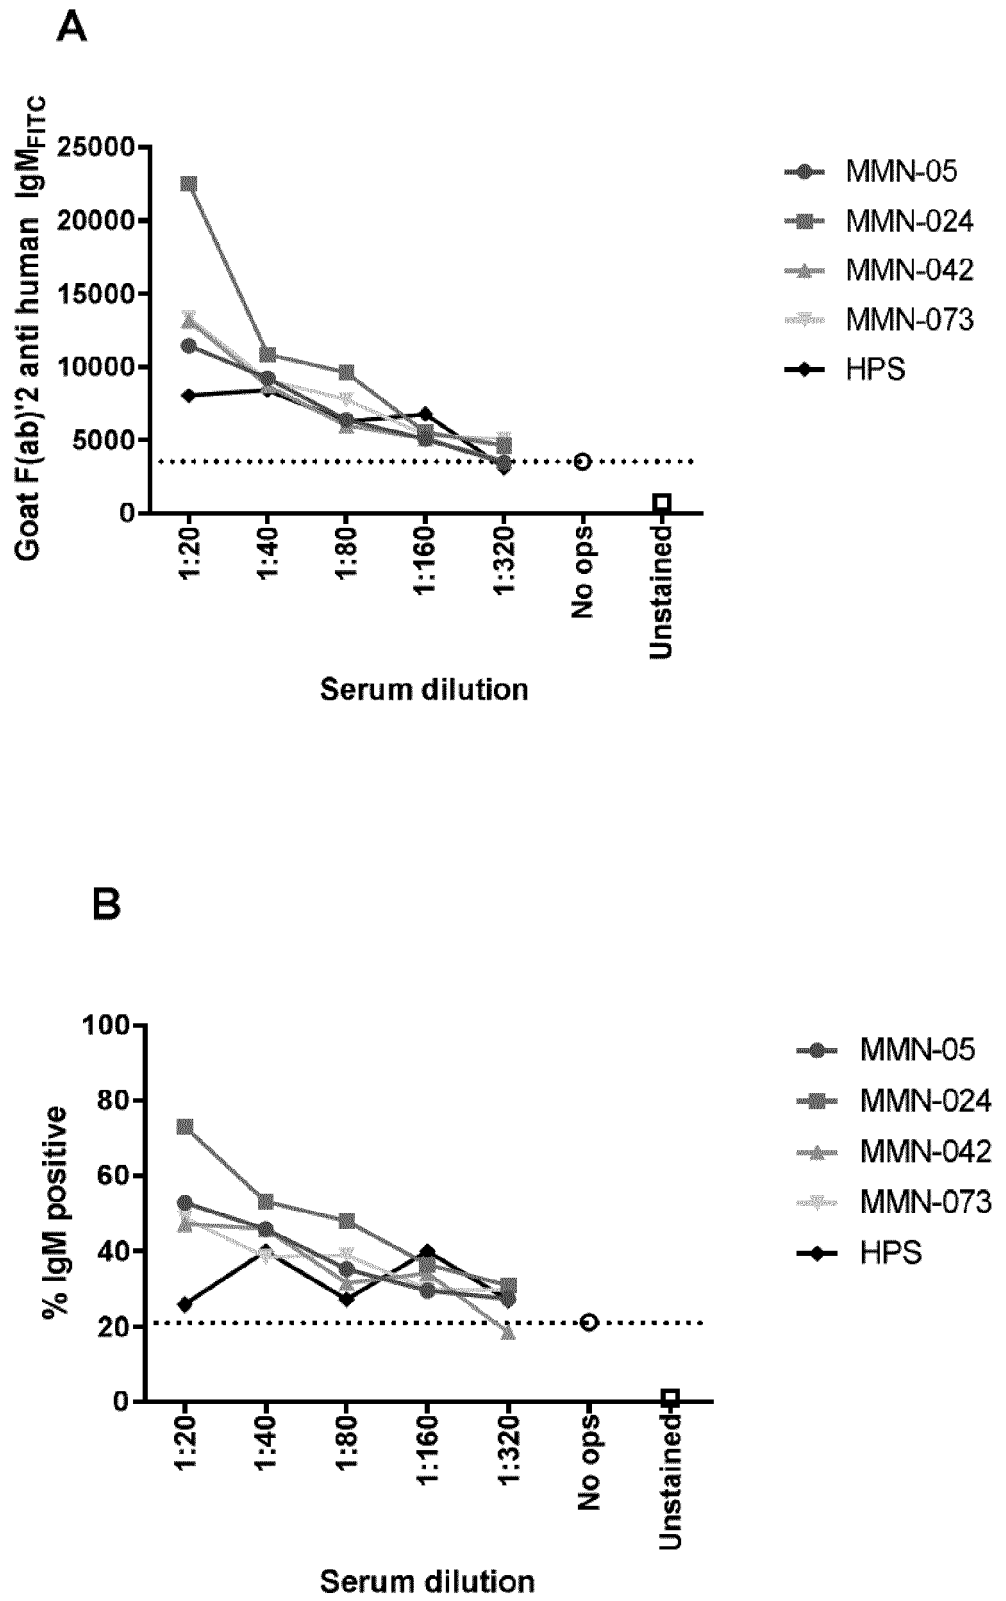 A
Goat F(ab)'2 anti human IgMFITC
25000
20000
15000
10000
5000
0
1:20
1:40
1:80
1:160
1:320
No ops
Unstained
Serum dilution
MMN-05
MMN-024
MMN-042
MMN-073
HPS
B
% IgM positive
100
80
60
40
20
0
1:20
1:40
1:80
1:160
1:320
No ops
Unstained
Serum dilution
MMN-05
MMN-024
MMN-042
MMN-073
HPS